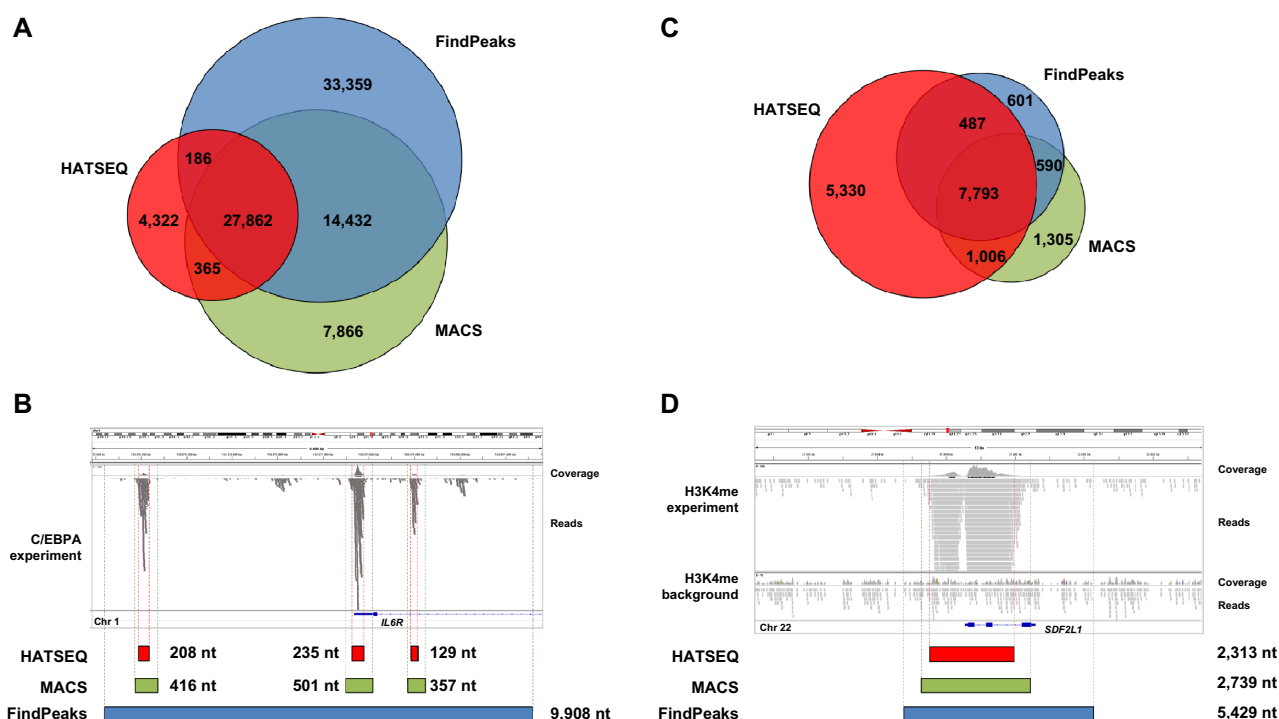 A
FindPeaks
33,359
HATSEQ
186
4,322
27,862
14,432
365
7,866
MACS
C
FindPeaks
HATSEQ
601
487
590
5,330
7,793
1,305
1,006
MACS
B
Coverage
Reads
C/EBPA
experiment
IL6R
Chr 1
HATSEQ
208 nt
235 nt
129 nt
MACS
416 nt
501 nt
357 nt
FindPeaks
9,908 nt
D
Coverage
H3K4me
experiment
Reads
H3K4me
background
Coverage
Reads
Chr 22
SDF2L1
HATSEQ
2,313 nt
MACS
2,739 nt
FindPeaks
5,429 nt